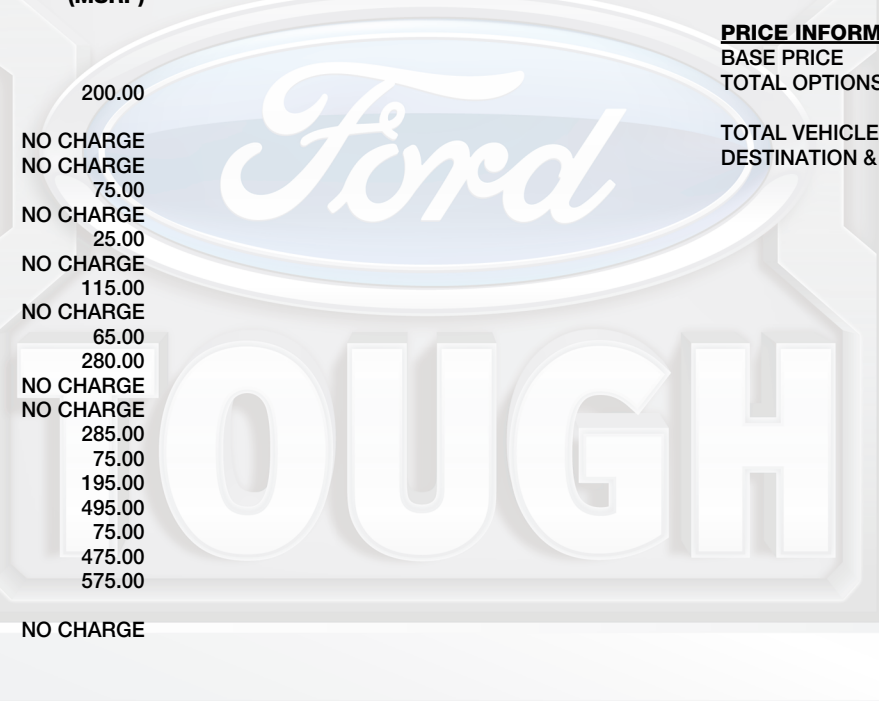 (MSRP)
200.00
NO CHARGE
NO CHARGE
75.00
NO CHARGE
25.00
NO CHARGE
115.00
NO CHARGE
65.00
280.00
NO CHARGE
NO CHARGE
285.00
75.00
195.00
495.00
75.00
475.00
575.00
NO CHARGE
PRICE INFORM
BASE PRICE
TOTAL OPTIONS
TOTAL VEHICLE
DESTINATION &
Ford
TOUGH